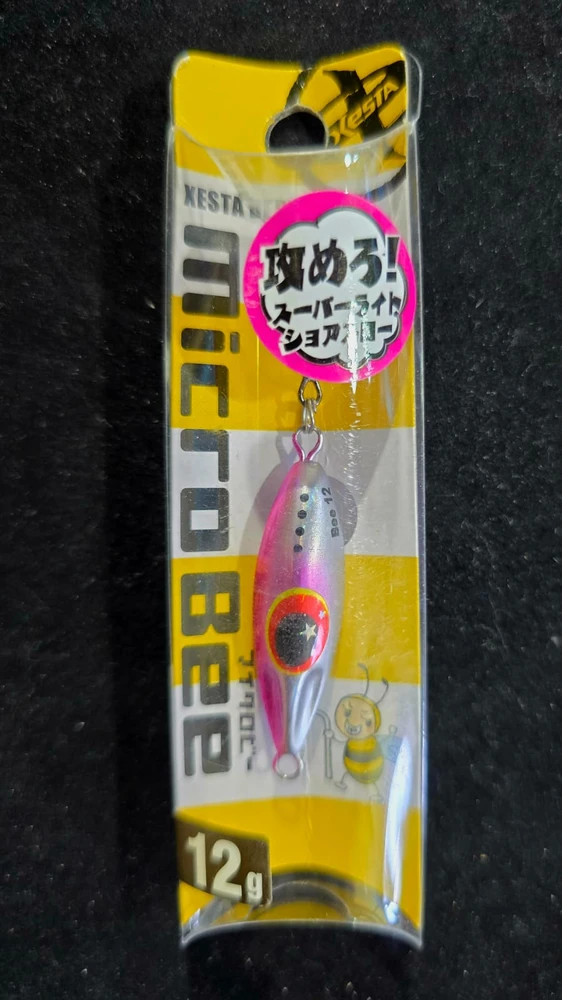 XESTA
XESTA
攻めろ!
スーパーライト
ショアスロー
Micro Bee
マイクロビー
Bee 12
12g